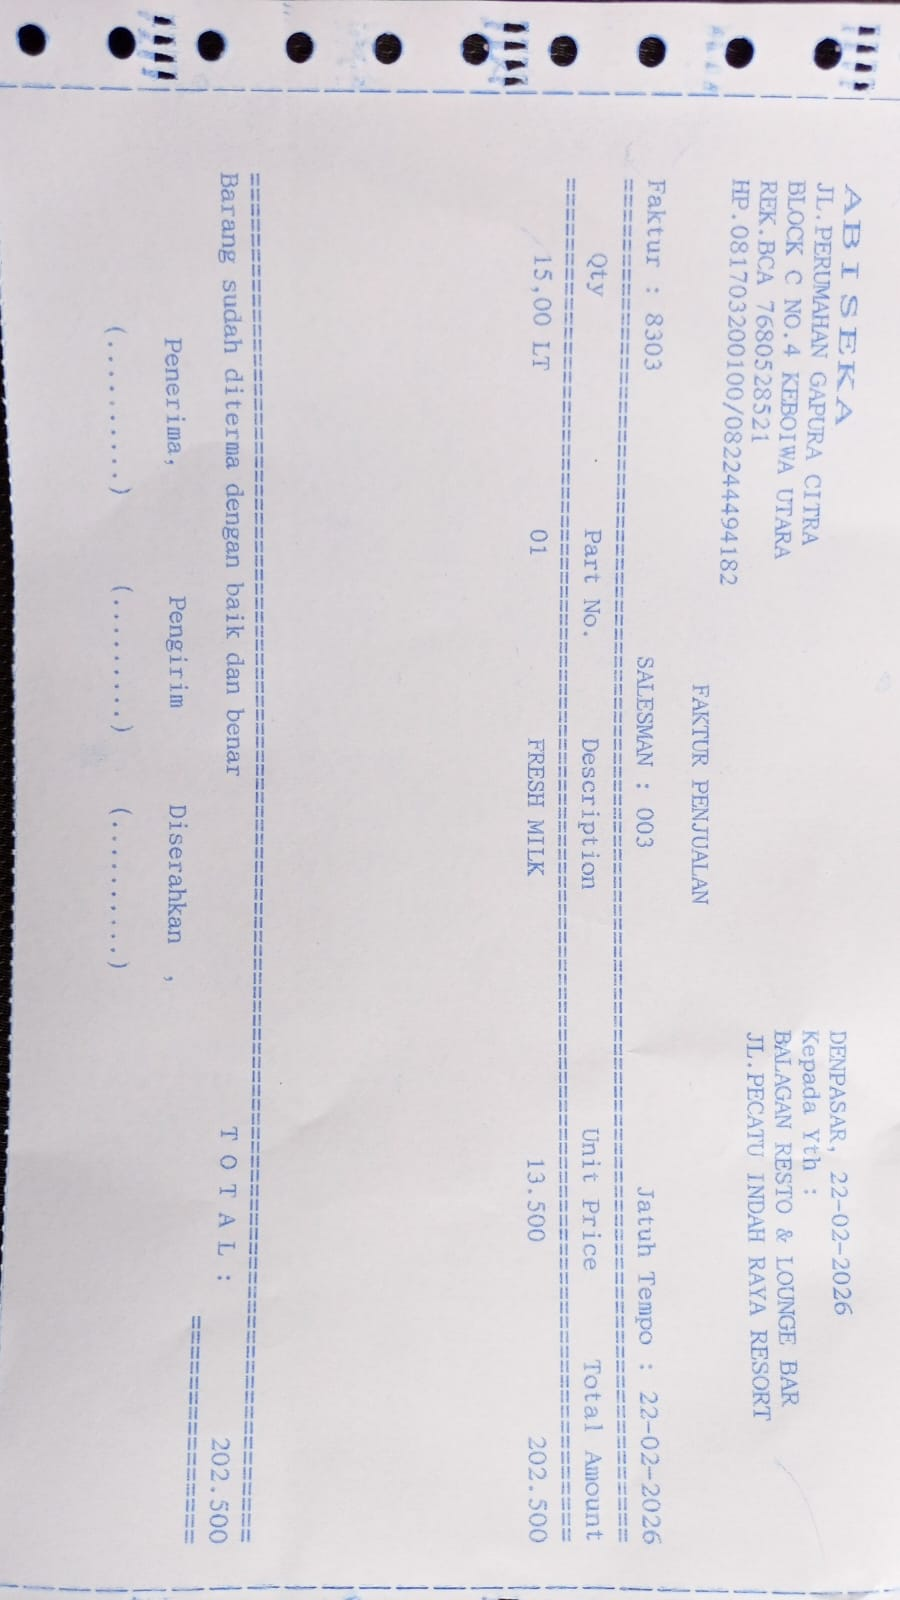 ABISEKA
JL.PERUMAHAN GAPURA CITRA
BLOCK C NO.4 KEBOIWA UTARA
REK.BCA 7680528521
HP.081703200100/082244494182
DENPASAR, 22-02-2026
Kepada Yth :
BALAGAN RESTO & LOUNGE BAR
JL.PECATU INDAH RAYA RESORT
FAKTUR PENJUALAN
Faktur : 8303 SALESMAN : 003 Jatuh Tempo : 22-02-2026
Qty Part No. Description Unit Price Total Amount
15,00 LT 01 FRESH MILK 13.500 202.500
Barang sudah diterma dengan baik dan benar T O T A L : 202.500
Penerima, Pengirim Diserahkan ,
(..........) (..........) (...........)